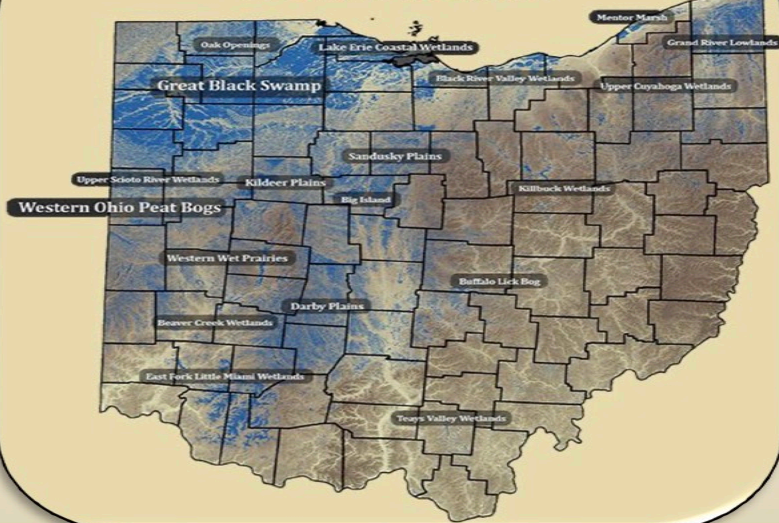 Mentor Marsh
Oak Openings
Lake Erie Coastal Wetlands
Grand River Lowlands
Great Black Swamp
Black River Valley Wetlands
Upper Cuyahoga Wetlands
Sandusky Plains
Upper Scioto River Wetlands
Kildeer Plains
Killbuck Wetlands
Big Island
Western Ohio Peat Bogs
Western Wet Prairies
Buffalo Lick Bog
Darby Plains
Beaver Creek Wetlands
East Fork Little Miami Wetlands
Teays Valley Wetlands